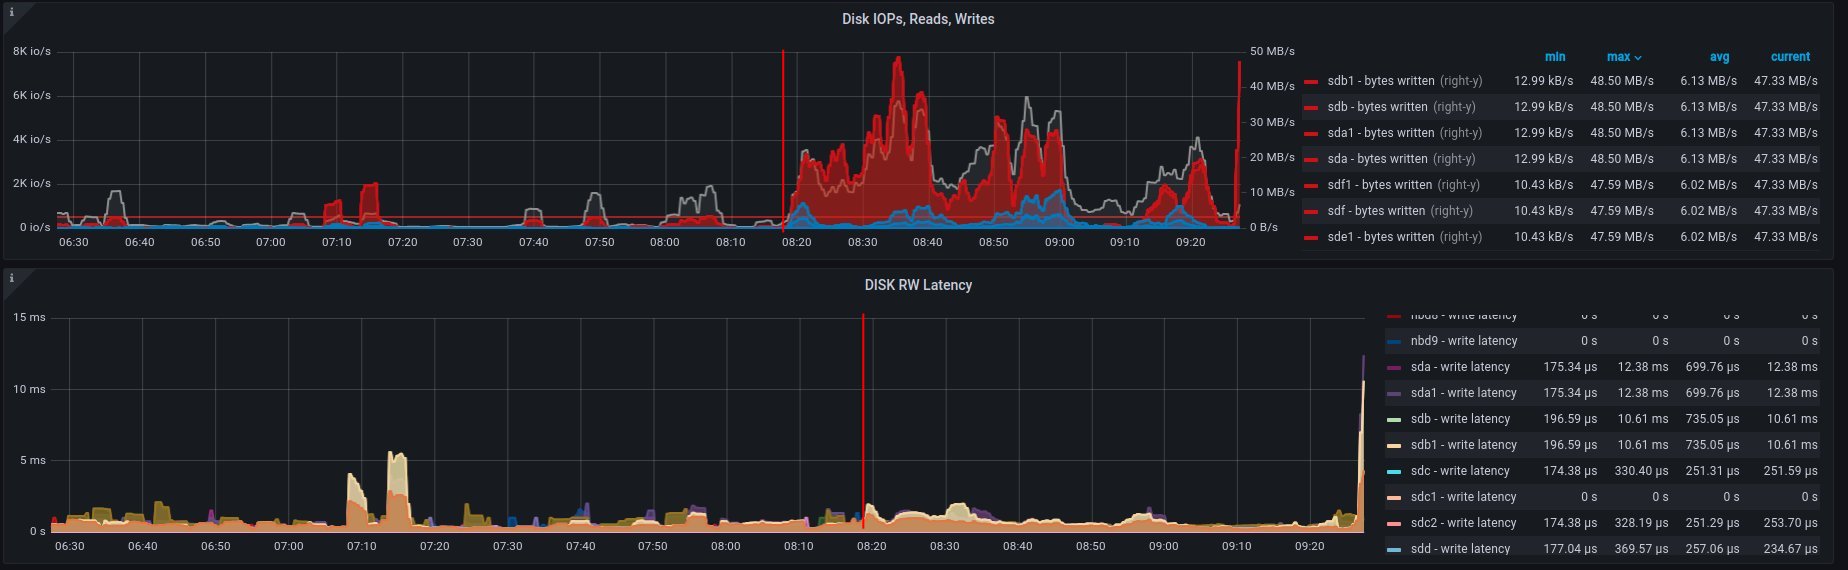 i
Disk IOPs, Reads, Writes
8K io/s
6K io/s
4K io/s
2K io/s
0 io/s
50 MB/s
40 MB/s
30 MB/s
20 MB/s
10 MB/s
0 B/s
06:30 06:40 06:50 07:00 07:10 07:20 07:30 07:40 07:50 08:00 08:10 08:20 08:30 08:40 08:50 09:00 09:10 09:20
min max avg current
sdb1 - bytes written (right-y) 12.99 kB/s 48.50 MB/s 6.13 MB/s 47.33 MB/s
sdb - bytes written (right-y) 12.99 kB/s 48.50 MB/s 6.13 MB/s 47.33 MB/s
sda1 - bytes written (right-y) 12.99 kB/s 48.50 MB/s 6.13 MB/s 47.33 MB/s
sda - bytes written (right-y) 12.99 kB/s 48.50 MB/s 6.13 MB/s 47.33 MB/s
sdf1 - bytes written (right-y) 10.43 kB/s 47.59 MB/s 6.02 MB/s 47.33 MB/s
sdf - bytes written (right-y) 10.43 kB/s 47.59 MB/s 6.02 MB/s 47.33 MB/s
sde1 - bytes written (right-y) 10.43 kB/s 47.59 MB/s 6.02 MB/s 47.33 MB/s
i
DISK RW Latency
15 ms
10 ms
5 ms
0 s
06:30 06:40 06:50 07:00 07:10 07:20 07:30 07:40 07:50 08:00 08:10 08:20 08:30 08:40 08:50 09:00 09:10 09:20
nbd8 - write latency 0 s 0 s 0 s 0 s
nbd9 - write latency 0 s 0 s 0 s 0 s
sda - write latency 175.34 µs 12.38 ms 699.76 µs 12.38 ms
sda1 - write latency 175.34 µs 12.38 ms 699.76 µs 12.38 ms
sdb - write latency 196.59 µs 10.61 ms 735.05 µs 10.61 ms
sdb1 - write latency 196.59 µs 10.61 ms 735.05 µs 10.61 ms
sdc - write latency 174.38 µs 330.40 µs 251.31 µs 251.59 µs
sdc1 - write latency 0 s 0 s 0 s 0 s
sdc2 - write latency 174.38 µs 328.19 µs 251.29 µs 253.70 µs
sdd - write latency 177.04 µs 369.57 µs 257.06 µs 234.67 µs